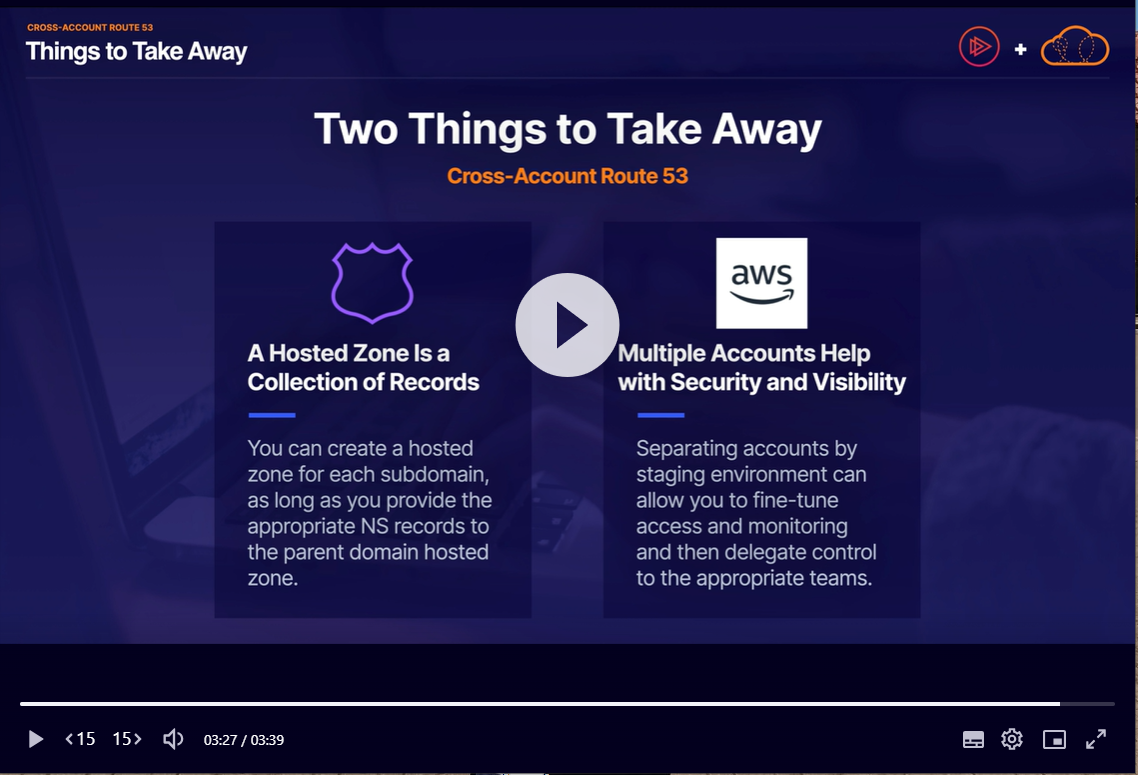 CROSS-ACCOUNT ROUTE 53
Things to Take Away
+
Two Things to Take Away
Cross-Account Route 53
A Hosted Zone Is a
Collection of Records
You can create a hosted
zone for each subdomain,
as long as you provide the
appropriate NS records to
the parent domain hosted
zone.
aws
Multiple Accounts Help
with Security and Visibility
Separating accounts by
staging environment can
allow you to fine-tune
access and monitoring
and then delegate control
to the appropriate teams.
15 15 03:27 / 03:39